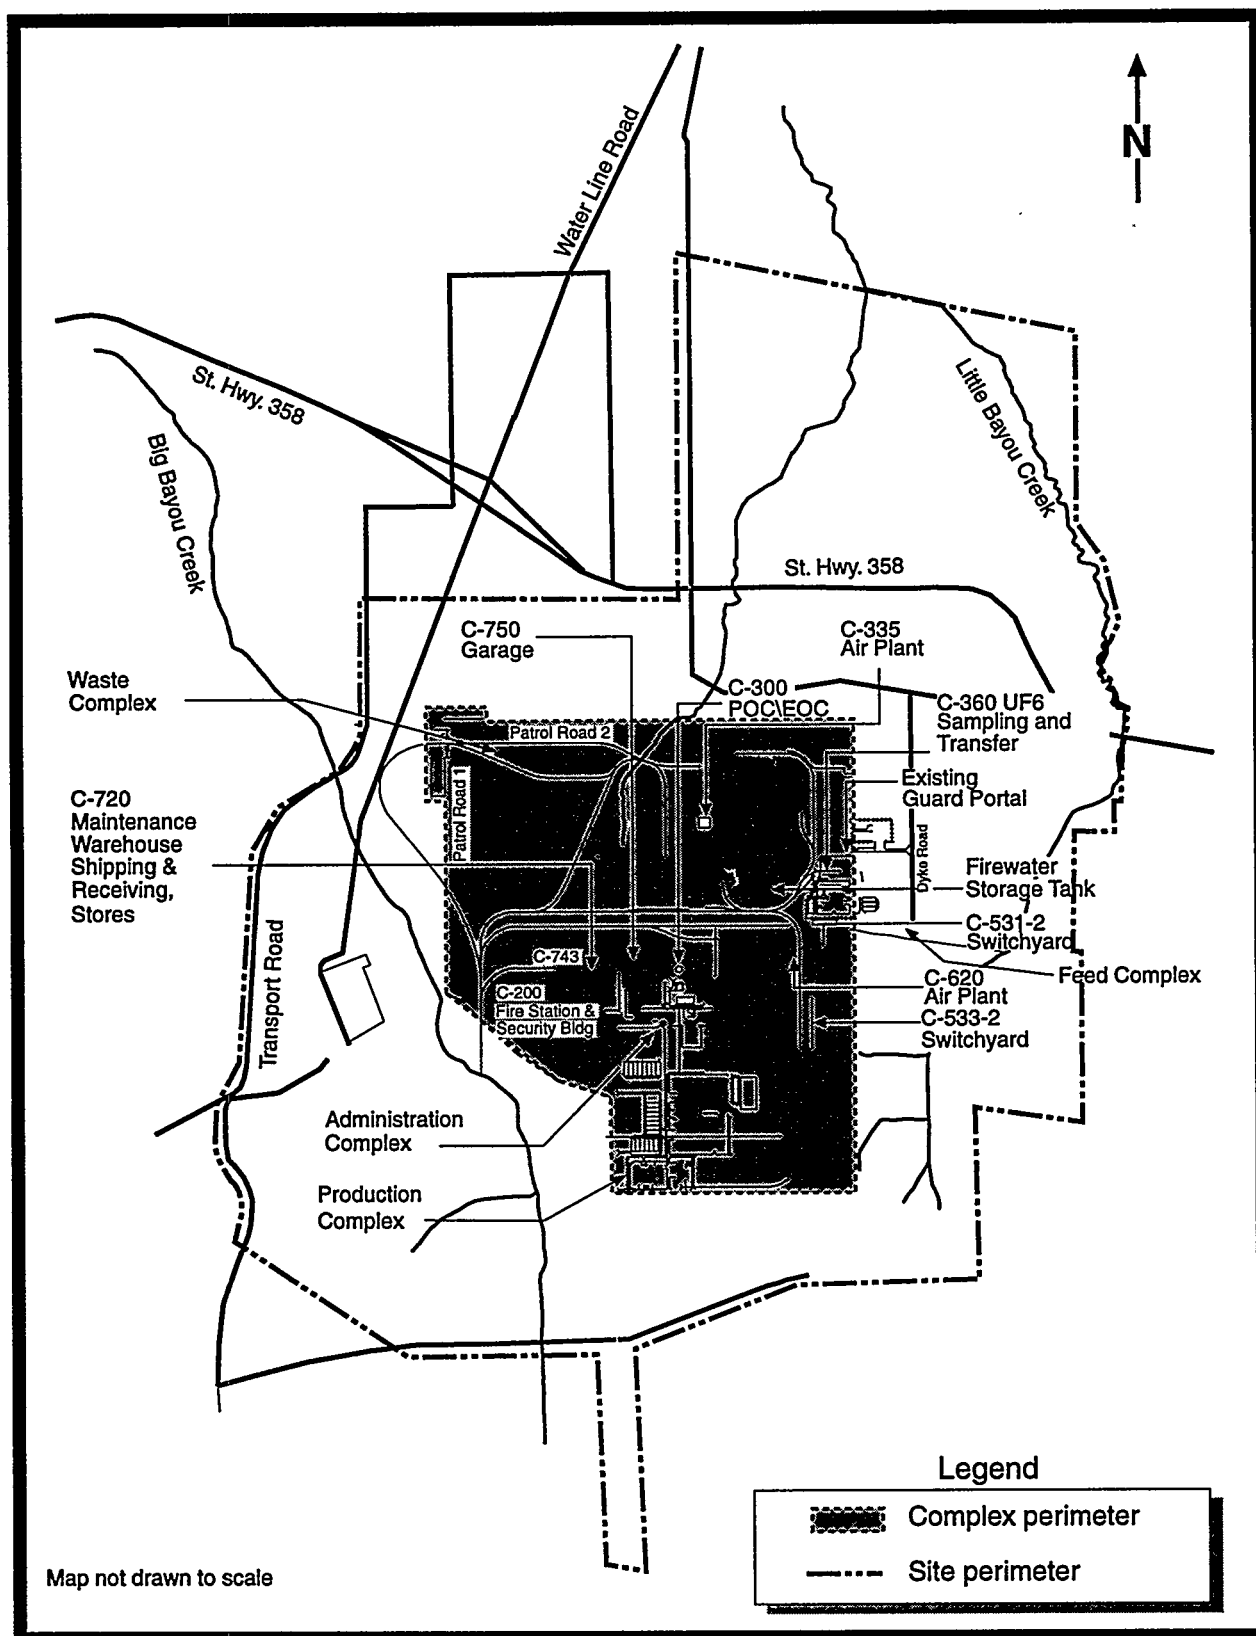 Water Line Road
N
St. Hwy. 358
Big Bayou Creek
Little Bayou Creek
St. Hwy. 358
C-750
Garage
C-335
Air Plant
Waste
Complex
C-300
POC\EOC
C-360 UF6
Sampling and
Transfer
Patrol Road 2
Patrol Road 1
Existing
Guard Portal
C-720
Maintenance
Warehouse
Shipping &
Receiving,
Stores
Dyke Road
Firewater
Storage Tank
C-531-2
Switchyard
Feed Complex
C-743
C-200
Fire Station &
Security Bldg
C-620
Air Plant
C-533-2
Switchyard
Transport Road
Administration
Complex
Production
Complex
Legend
Complex perimeter
Site perimeter
Map not drawn to scale